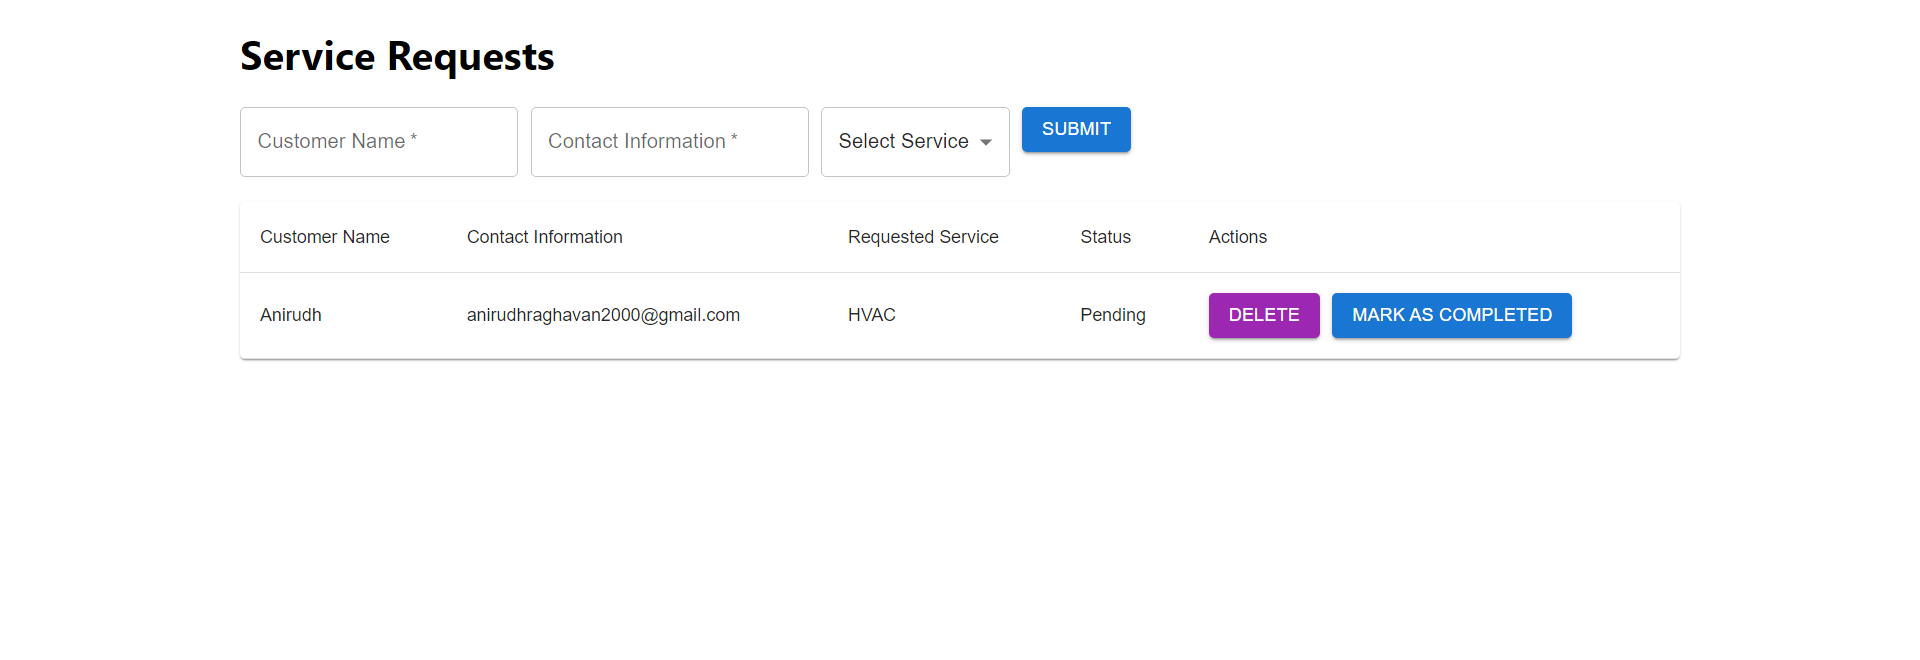 Service Requests
Customer Name * Contact Information * Select Service SUBMIT
Customer Name Contact Information Requested Service Status Actions
Anirudh anirudhraghavan2000@gmail.com HVAC Pending DELETE MARK AS COMPLETED